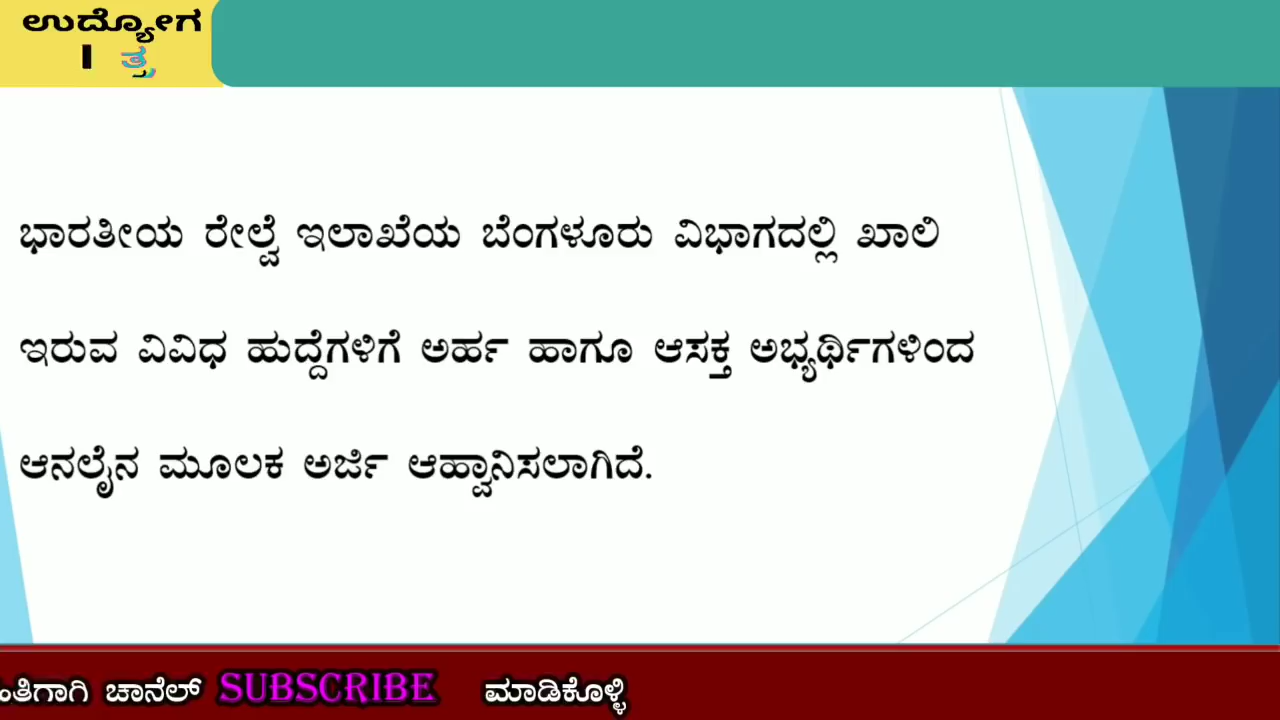 ಉದ್ಯೋಗ
ಭಾರತೀಯ ರೇಲ್ವೆ ಇಲಾಖೆಯ ಬೆಂಗಳೂರು ವಿಭಾಗದಲ್ಲಿ ಖಾಲಿ
ಇರುವ ವಿವಿಧ ಹುದ್ದೆಗಳಿಗೆ ಅರ್ಹ ಹಾಗೂ ಆಸಕ್ತ ಅಭ್ಯರ್ಥಿಗಳಿಂದ
ಆನಲೈನ ಮೂಲಕ ಅರ್ಜಿ ಆಹ್ವಾನಿಸಲಾಗಿದೆ.
ಚಾನೆಲ್ SUBSCRIBE ಮಾಡಿಕೊಳ್ಳಿ